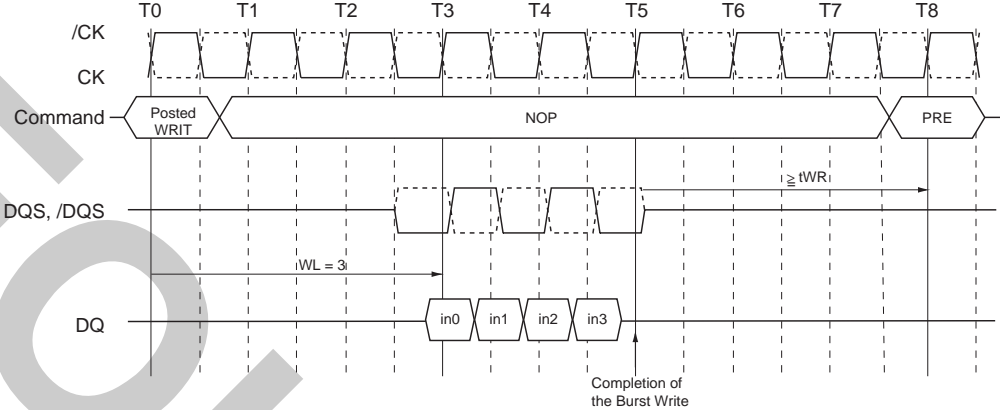 T0 T1 T2 T3 T4 T5 T6 T7 T8
/CK
CK
Command
Posted
WRIT
NOP
PRE
≧ tWR
DQS, /DQS
WL = 3
DQ
in0 in1 in2 in3
Completion of
the Burst Write